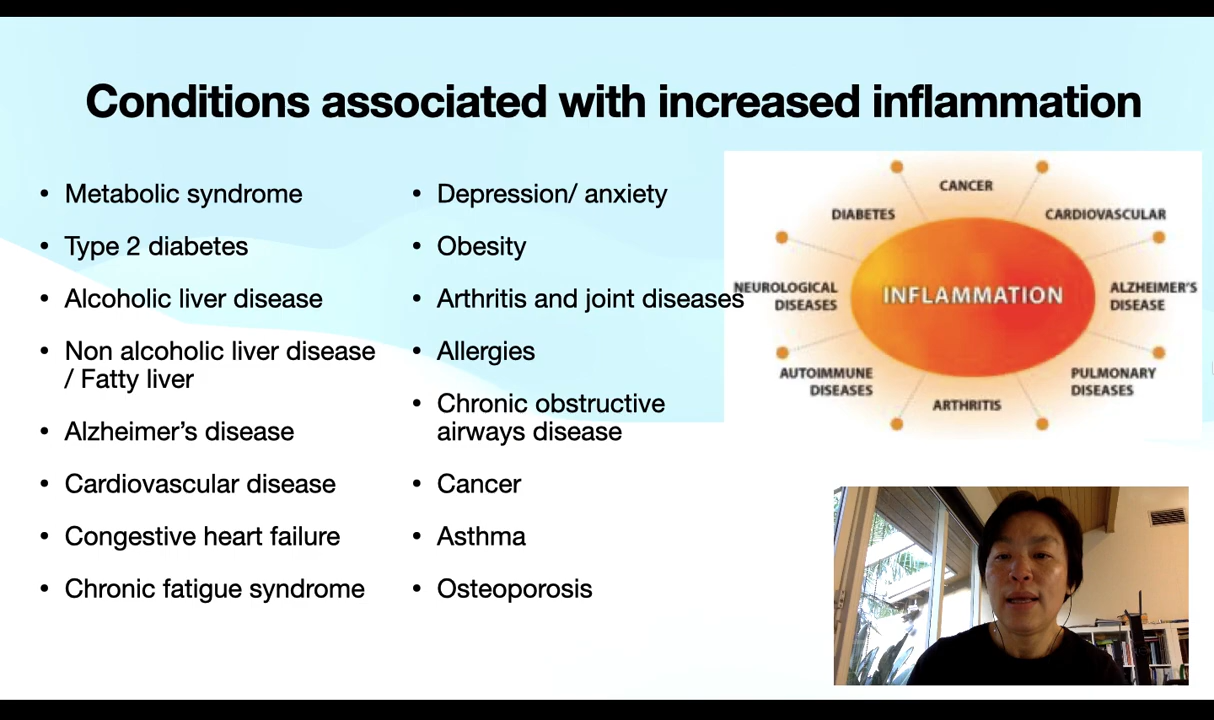 Conditions associated with increased inflammation
• Metabolic syndrome
• Type 2 diabetes
• Alcoholic liver disease
• Non alcoholic liver disease
/ Fatty liver
• Alzheimer’s disease
• Cardiovascular disease
• Congestive heart failure
• Chronic fatigue syndrome
• Depression/ anxiety
• Obesity
• Arthritis and joint diseases
• Allergies
• Chronic obstructive
airways disease
• Cancer
• Asthma
• Osteoporosis
CANCER
DIABETES
CARDIOVASCULAR
NEUROLOGICAL
DISEASES
INFLAMMATION
ALZHEIMER’S
DISEASE
AUTOIMMUNE
DISEASES
PULMONARY
DISEASES
ARTHRITIS